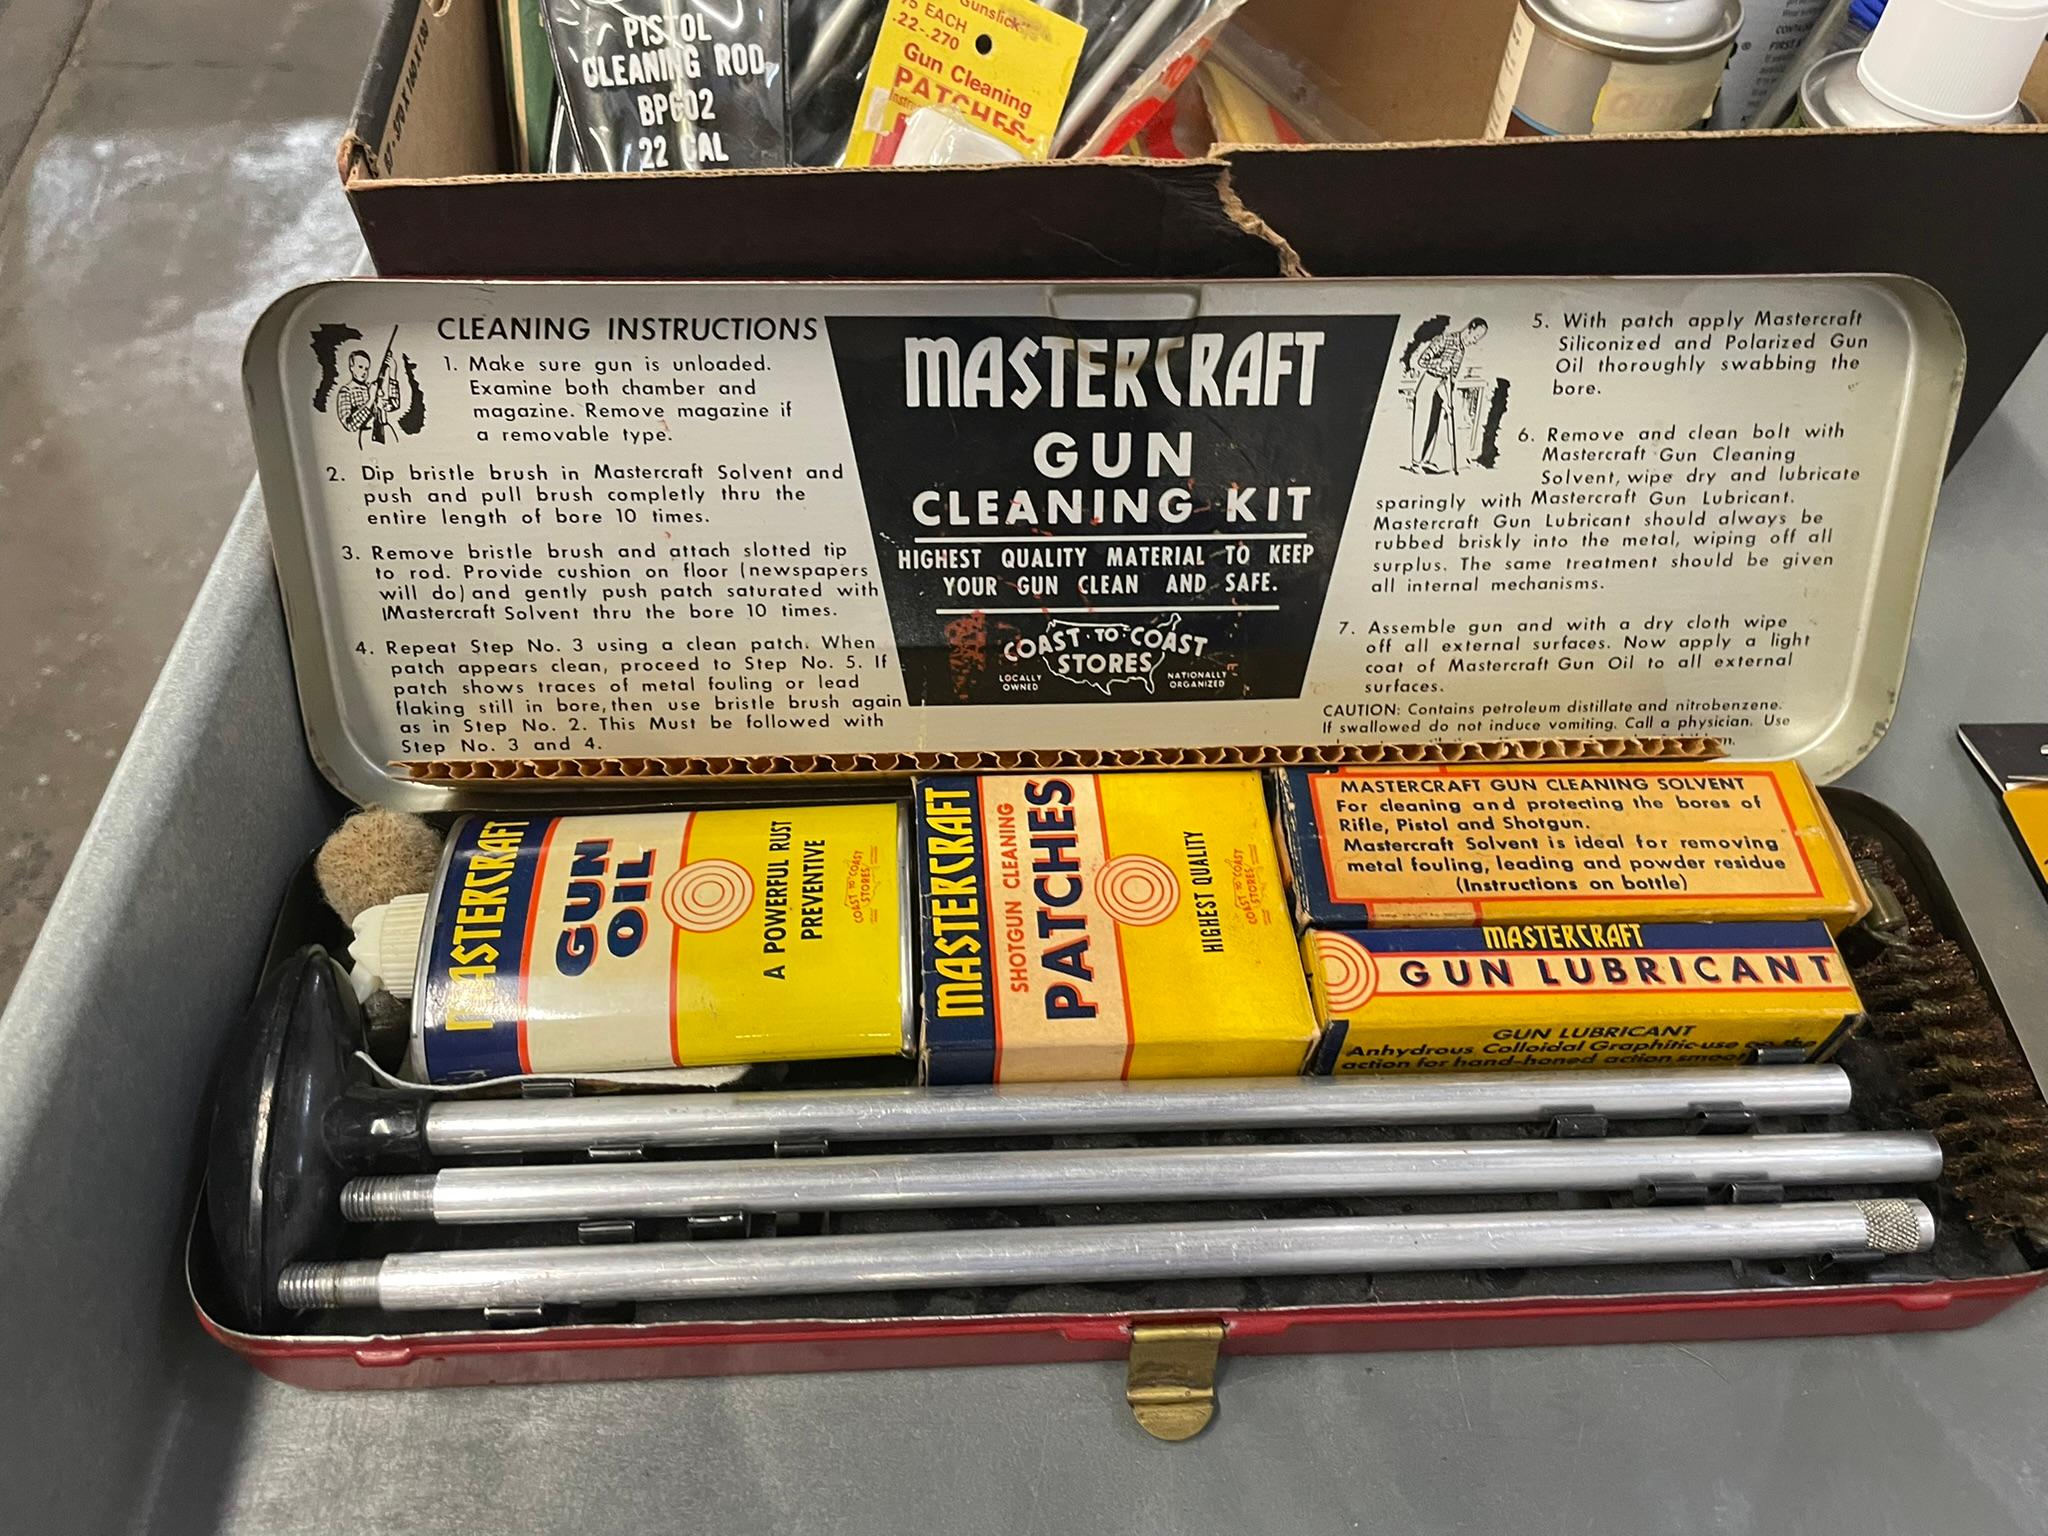 PISTOL
CLEANING ROD
BP602
22 CAL
75 EACH
.22-.270
Gunslick
Gun Cleaning
PATCHES
CLEANING INSTRUCTIONS
1. Make sure gun is unloaded.
Examine both chamber and
magazine. Remove magazine if
a removable type.
2. Dip bristle brush in Mastercraft Solvent and
push and pull brush completly thru the
entire length of bore 10 times.
3. Remove bristle brush and attach slotted tip
to rod. Provide cushion on floor (newspapers
will do) and gently push patch saturated with
Mastercraft Solvent thru the bore 10 times.
4. Repeat Step No. 3 using a clean patch. When
patch appears clean, proceed to Step No. 5. If
patch shows traces of metal fouling or lead
flaking still in bore, then use bristle brush again
as in Step No. 2. This Must be followed with
Step No. 3 and 4.
MASTERCRAFT
GUN
CLEANING KIT
HIGHEST QUALITY MATERIAL TO KEEP
YOUR GUN CLEAN AND SAFE.
COAST·TO·COAST
STORES
LOCALLY
OWNED
NATIONALLY
ORGANIZED
5. With patch apply Mastercraft
Siliconized and Polarized Gun
Oil thoroughly swabbing the
bore.
6. Remove and clean bolt with
Mastercraft Gun Cleaning
Solvent, wipe dry and lubricate
sparingly with Mastercraft Gun Lubricant.
Mastercraft Gun Lubricant should always be
rubbed briskly into the metal, wiping off all
surplus. The same treatment should be given
all internal mechanisms.
7. Assemble gun and with a dry cloth wipe
off all external surfaces. Now apply a light
coat of Mastercraft Gun Oil to all external
surfaces.
CAUTION: Contains petroleum distillate and nitrobenzene.
If swallowed do not induce vomiting. Call a physician. Use
MASTERCRAFT
GUN
OIL
A POWERFUL RUST
PREVENTIVE
COAST TO COAST
STORES
MASTERCRAFT
SHOTGUN CLEANING
PATCHES
HIGHEST QUALITY
COAST TO COAST
STORES
MASTERCRAFT GUN CLEANING SOLVENT
For cleaning and protecting the bores of
Rifle, Pistol and Shotgun.
Mastercraft Solvent is ideal for removing
metal fouling, leading and powder residue
(Instructions on bottle)
MASTERCRAFT
GUN LUBRICANT
GUN LUBRICANT
Anhydrous Colloidal Graphitic-use on the
action for hand-honed action